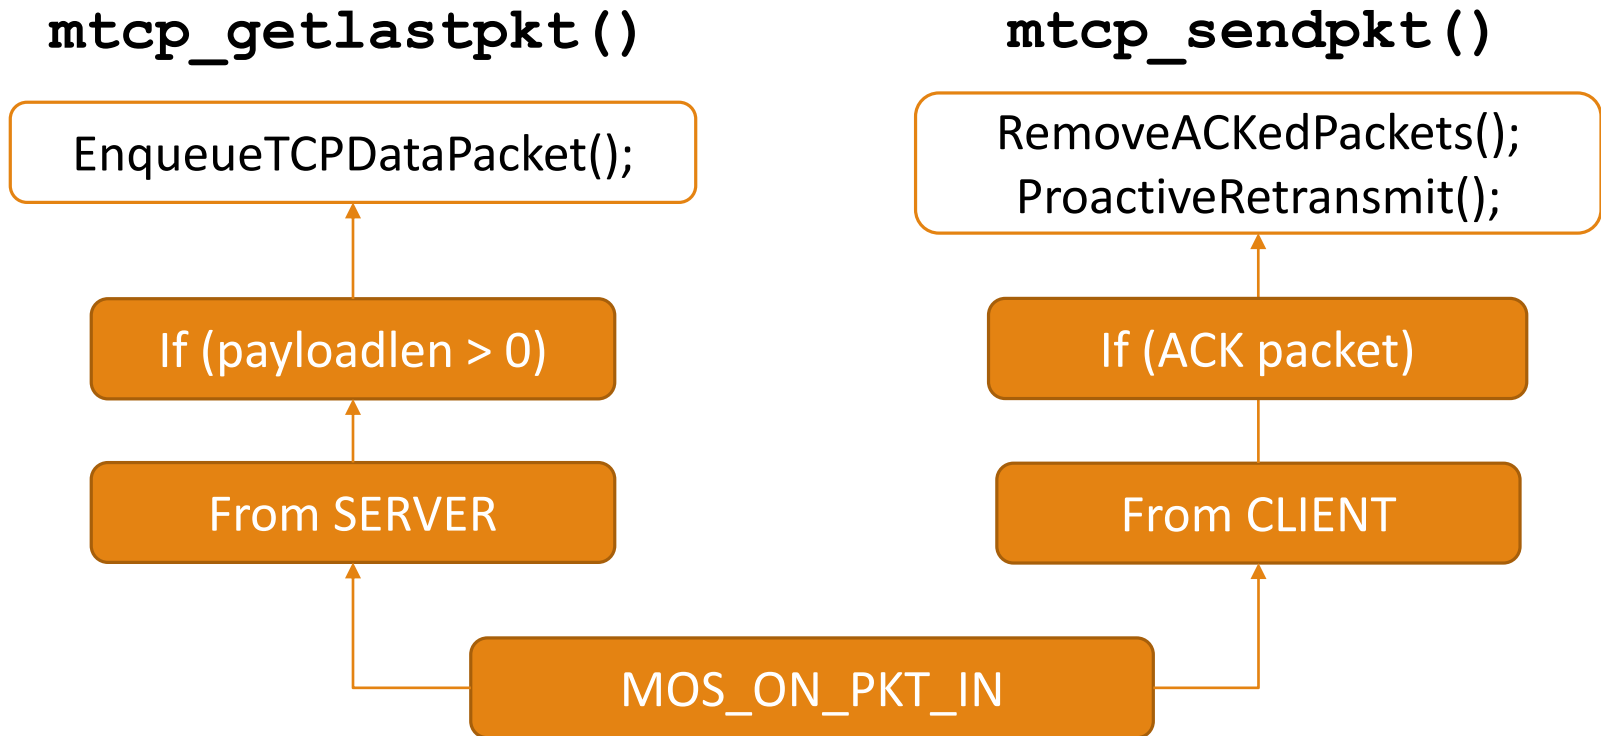 mtcp_getlastpkt()
mtcp_sendpkt()
EnqueueTCPDataPacket();
RemoveACKedPackets();
ProactiveRetransmit();
If (payloadlen > 0)
If (ACK packet)
From SERVER
From CLIENT
MOS_ON_PKT_IN